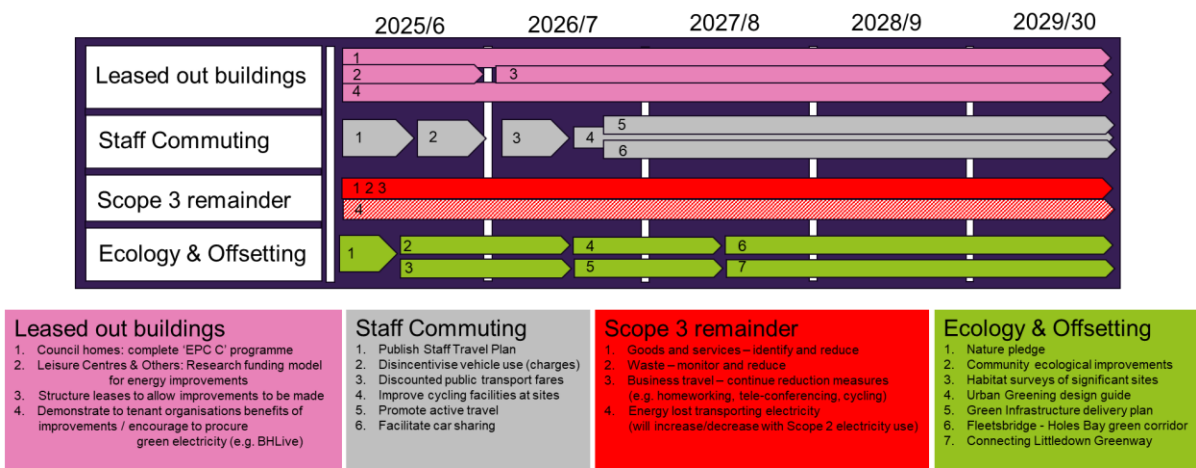 2025/6 2026/7 2027/8 2028/9 2029/30
Leased out buildings
1
2 3
4
Staff Commuting
1 2 3 4 5
6
Scope 3 remainder
1 2 3
4
Ecology & Offsetting
1 2 4 6
3 5 7
Leased out buildings
1. Council homes: complete ‘EPC C’ programme
2. Leisure Centres & Others: Research funding model
for energy improvements
3. Structure leases to allow improvements to be made
4. Demonstrate to tenant organisations benefits of
improvements / encourage to procure
green electricity (e.g. BHLive)
Staff Commuting
1. Publish Staff Travel Plan
2. Disincentivise vehicle use (charges)
3. Discounted public transport fares
4. Improve cycling facilities at sites
5. Promote active travel
6. Facilitate car sharing
Scope 3 remainder
1. Goods and services – identify and reduce
2. Waste – monitor and reduce
3. Business travel – continue reduction measures
(e.g. homeworking, tele-conferencing, cycling)
4. Energy lost transporting electricity
(will increase/decrease with Scope 2 electricity use)
Ecology & Offsetting
1. Nature pledge
2. Community ecological improvements
3. Habitat surveys of significant sites
4. Urban Greening design guide
5. Green Infrastructure delivery plan
6. Fleetsbridge - Holes Bay green corridor
7. Connecting Littledown Greenway